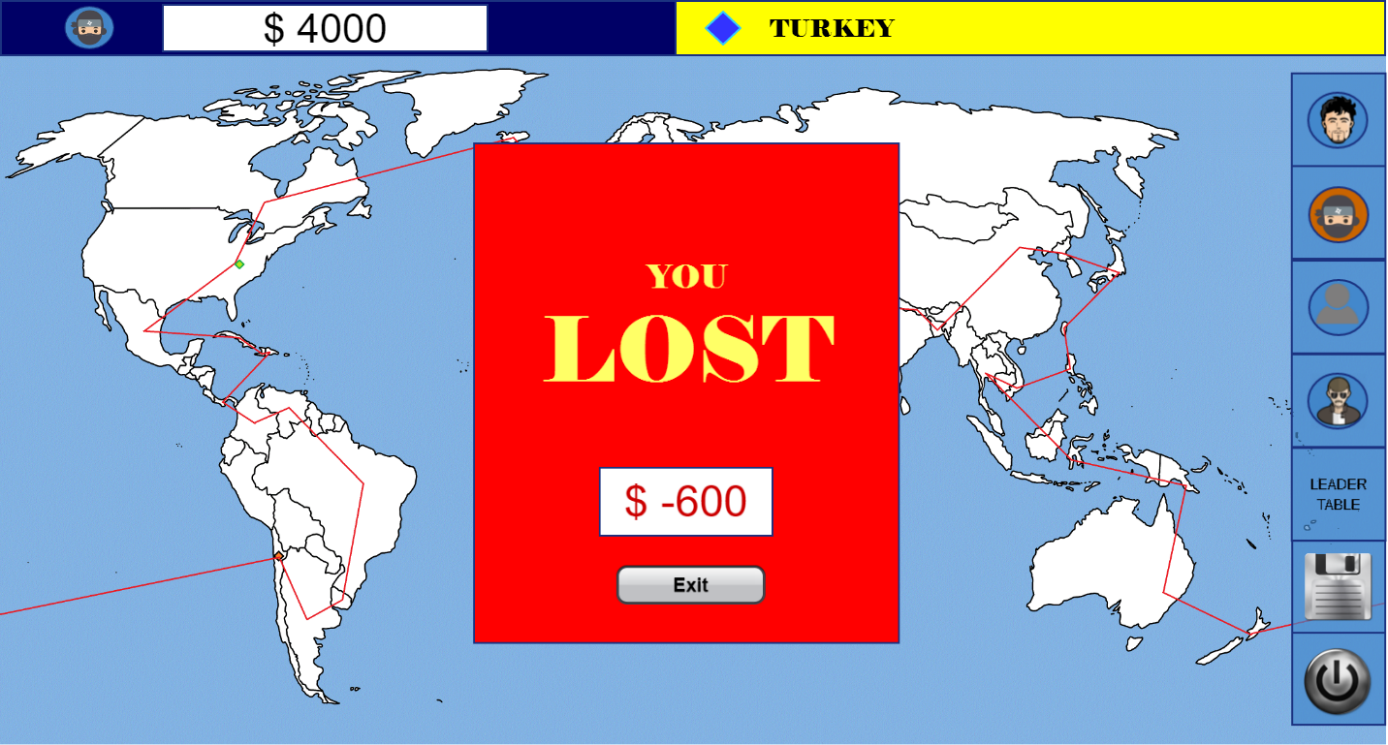 $ 4000
TURKEY
YOU
LOST
$ -600
Exit
LEADER
TABLE